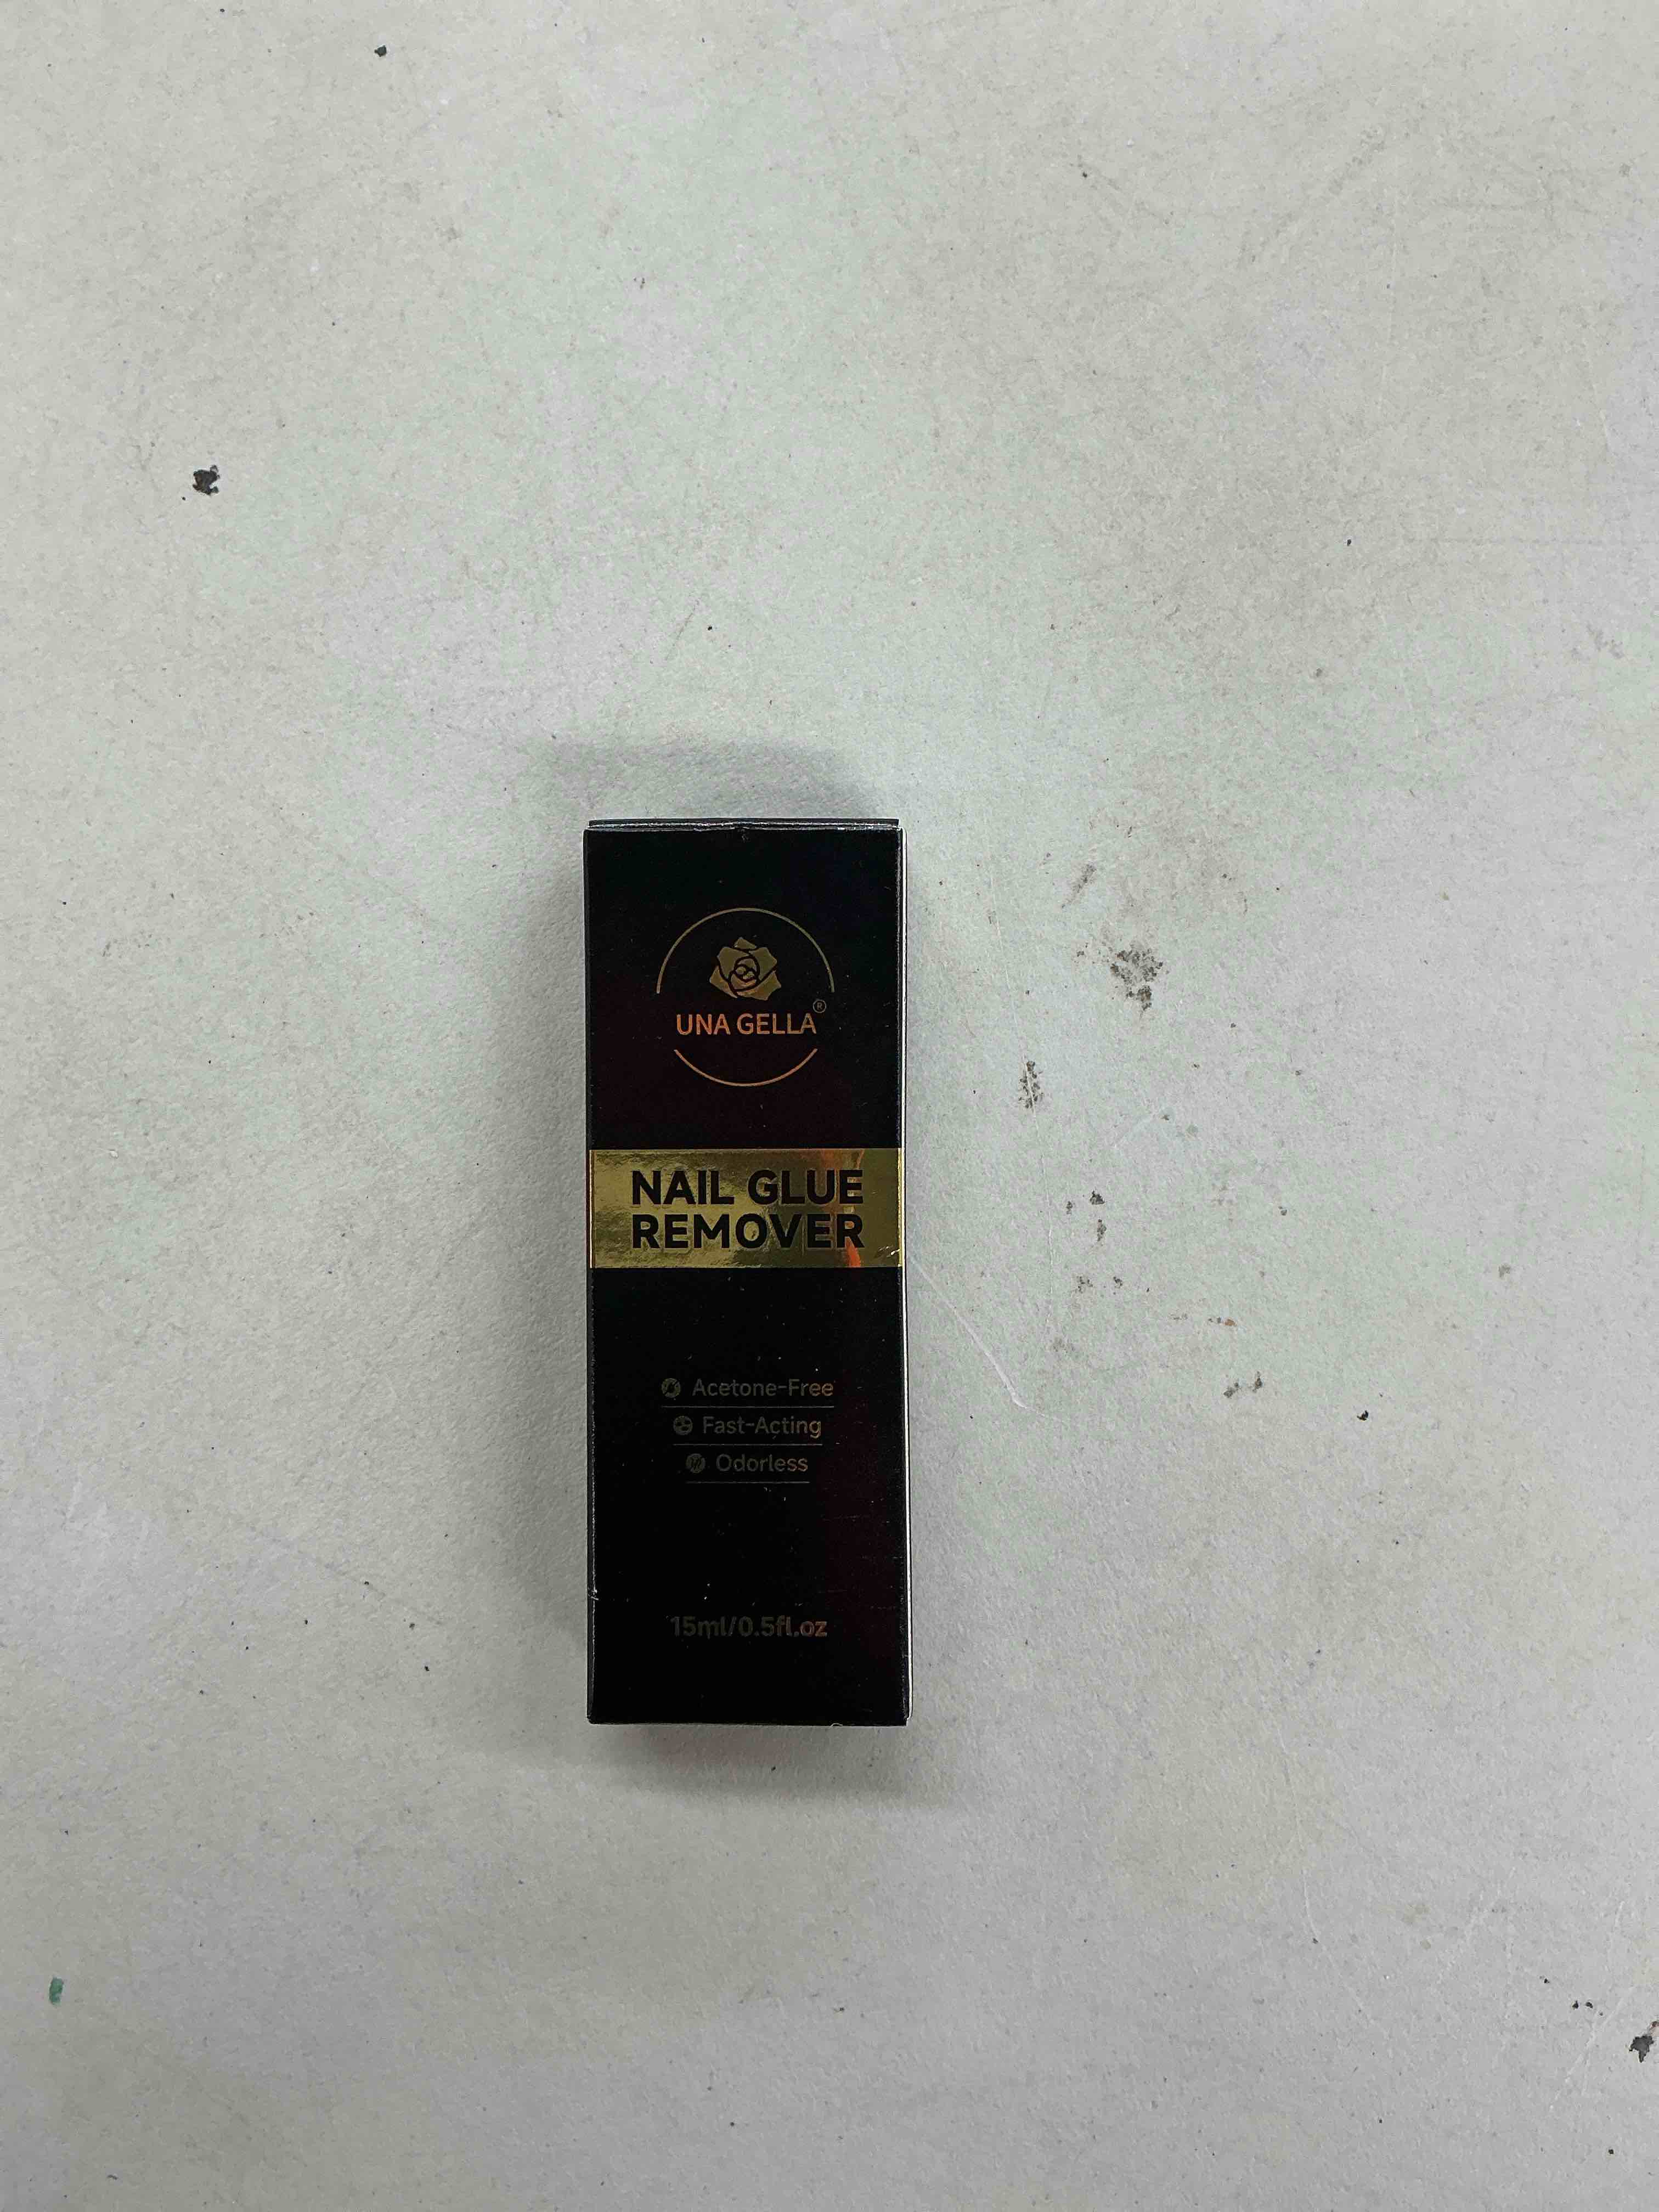 UNA GELLA®
NAIL GLUE
REMOVER
Acetone-Free
Fast-Acting
Odorless
15ml/0.5fl.oz